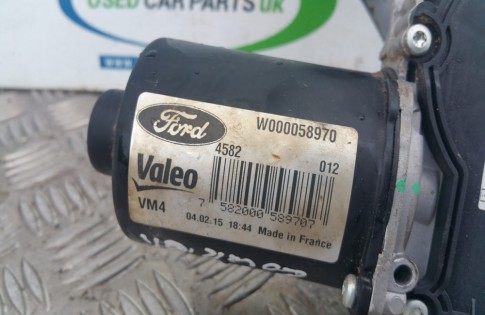 USED CAR PARTS UK
Ford
W000058970
4582
012
Valeo
VM4
7 582000 589707
04.02.15 18:44 Made in France